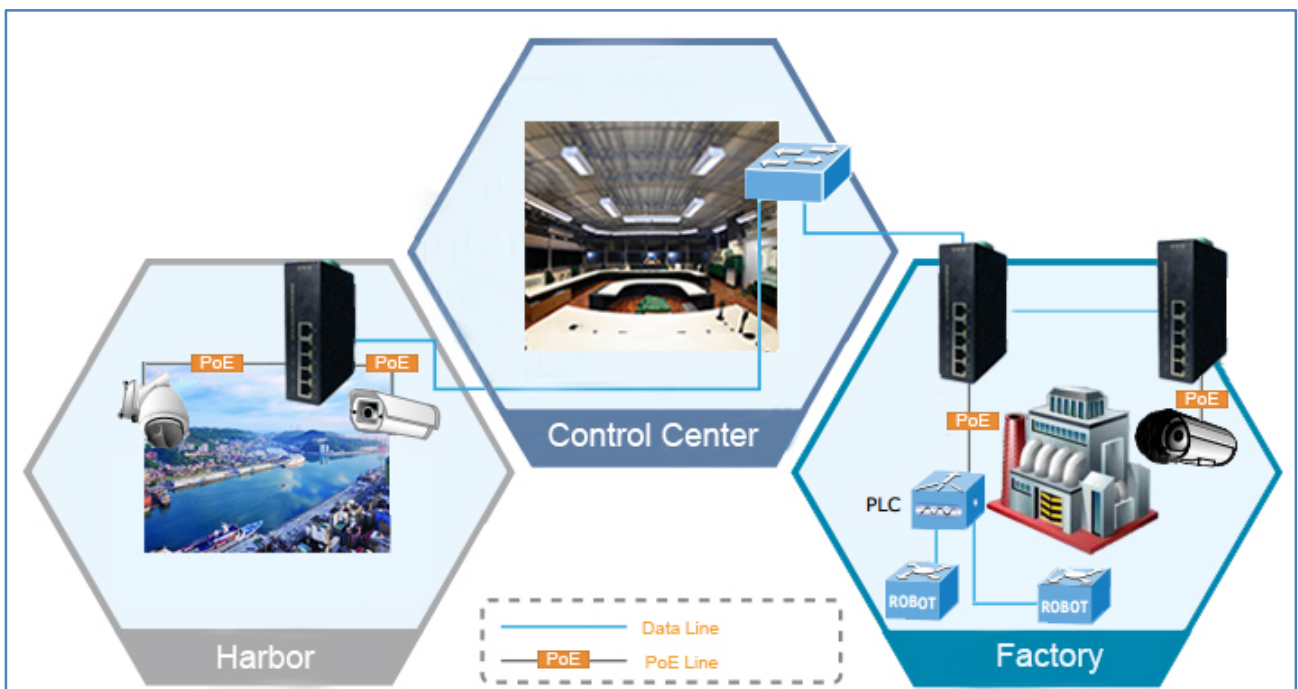 Control Center
PoE
PoE
Harbor
PoE
PoE
PLC
ROBOT
ROBOT
Factory
Data Line
PoE
PoE Line